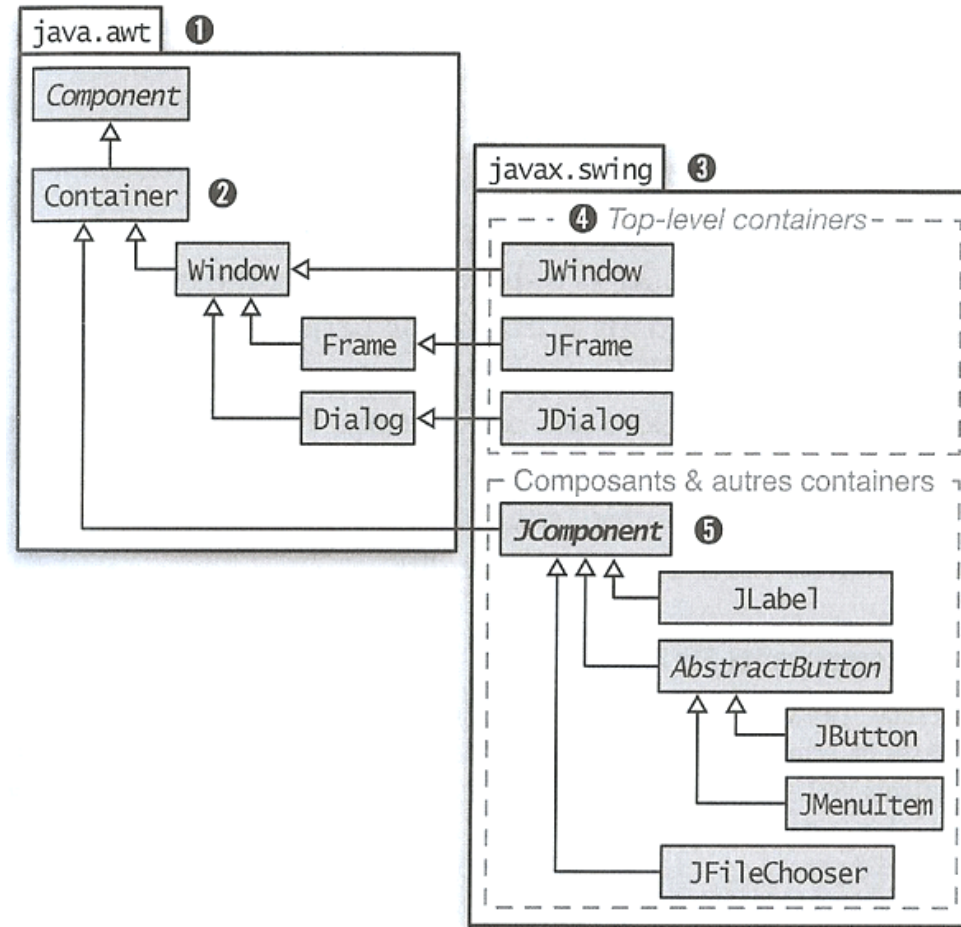 java.awt ❶
Component
Container ❷
Window
Frame
Dialog
javax.swing ❸
❹ Top-level containers
JWindow
JFrame
JDialog
Composants & autres containers
JComponent ❺
JLabel
AbstractButton
JButton
JMenuItem
JFileChooser